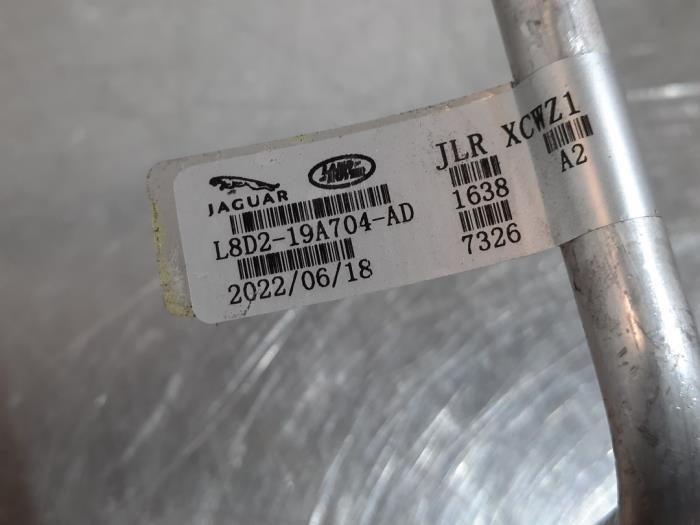 JAGUAR
L8D2-19A704-AD
2022/06/18
JLR XCWZ1
1638
A2
7326